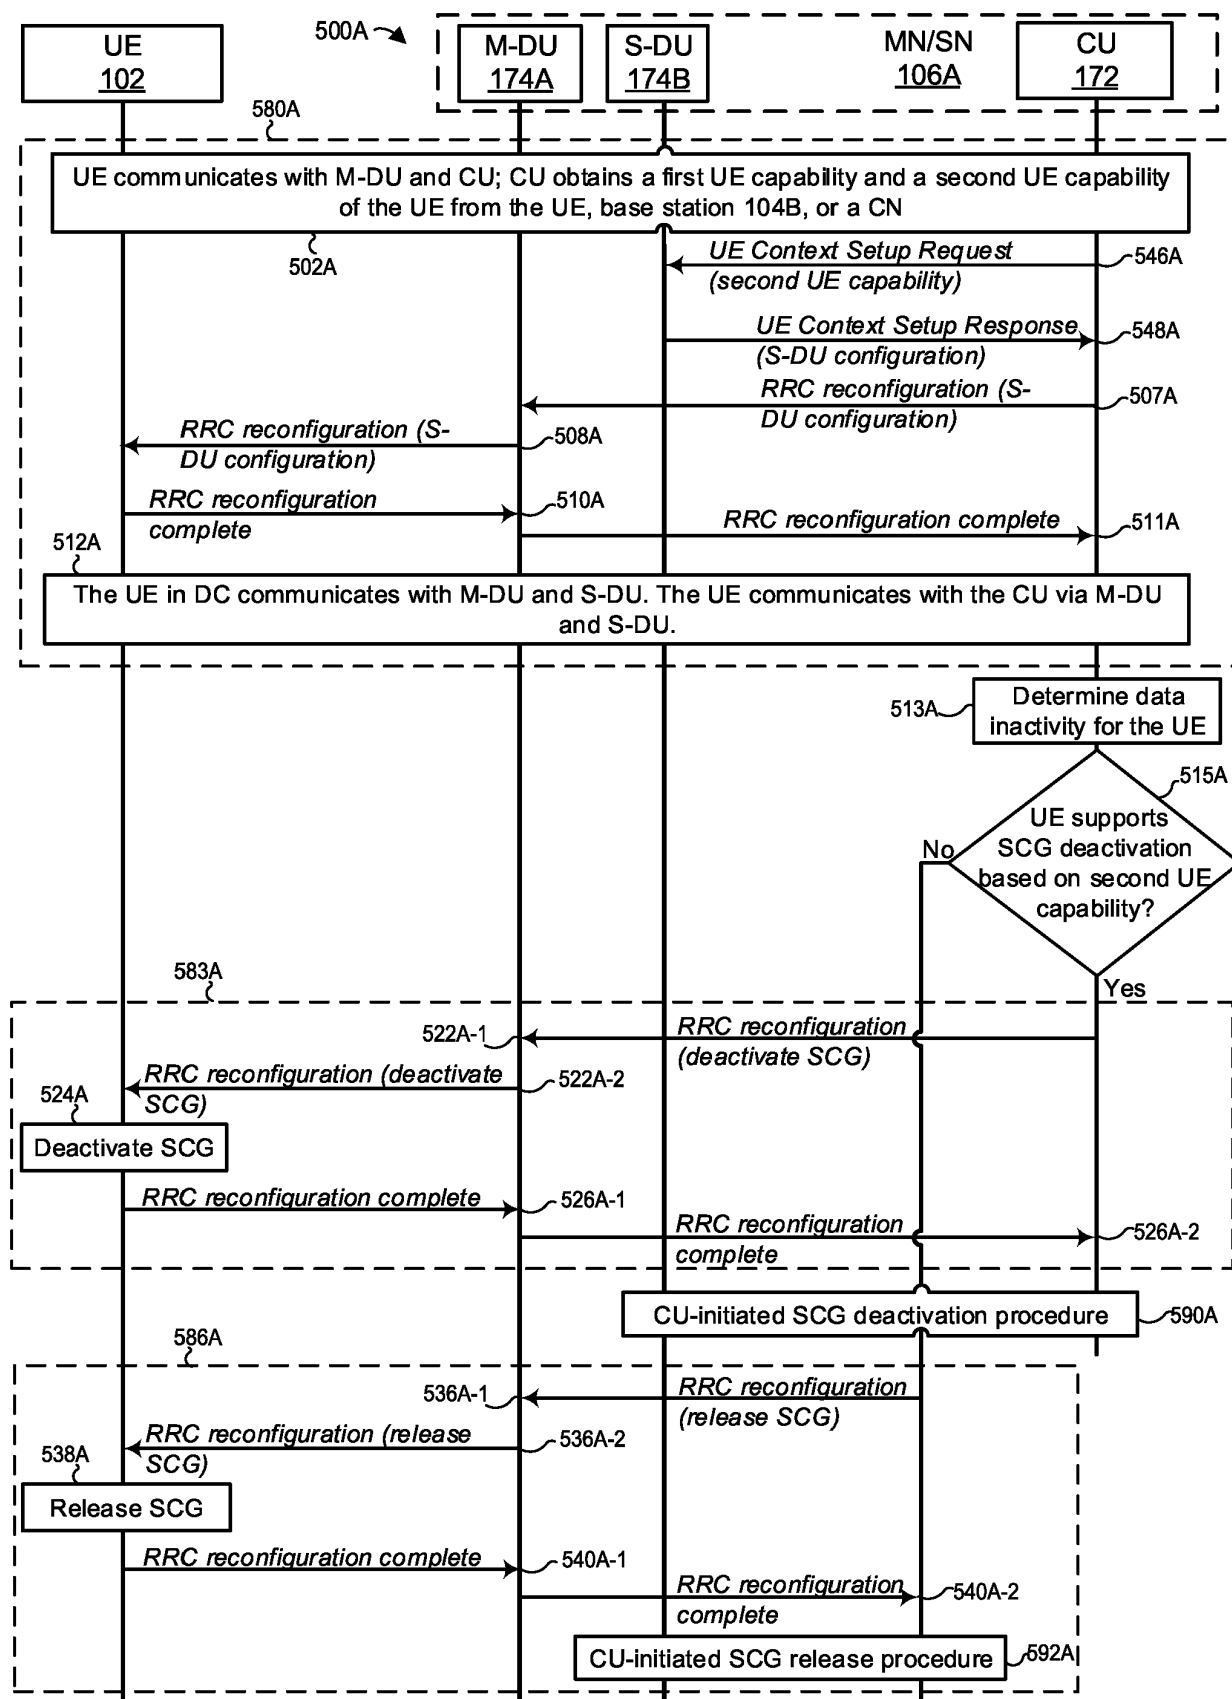 500A
UE
102
M-DU
174A
S-DU
174B
MN/SN
106A
CU
172
580A
UE communicates with M-DU and CU; CU obtains a first UE capability and a second UE capability
of the UE from the UE, base station 104B, or a CN
502A
UE Context Setup Request
(second UE capability)
546A
UE Context Setup Response
(S-DU configuration)
548A
RRC reconfiguration (S-
DU configuration)
507A
RRC reconfiguration (S-
DU configuration)
508A
RRC reconfiguration
complete
510A
RRC reconfiguration complete
511A
512A
The UE in DC communicates with M-DU and S-DU. The UE communicates with the CU via M-DU
and S-DU.
513A
Determine data
inactivity for the UE
515A
UE supports
SCG deactivation
based on second UE
capability?
No
Yes
583A
522A-1
RRC reconfiguration
(deactivate SCG)
RRC reconfiguration (deactivate
SCG)
522A-2
524A
Deactivate SCG
RRC reconfiguration complete
526A-1
RRC reconfiguration
complete
526A-2
CU-initiated SCG deactivation procedure
590A
586A
536A-1
RRC reconfiguration
(release SCG)
RRC reconfiguration (release
SCG)
536A-2
538A
Release SCG
RRC reconfiguration complete
540A-1
RRC reconfiguration
complete
540A-2
CU-initiated SCG release procedure
592A